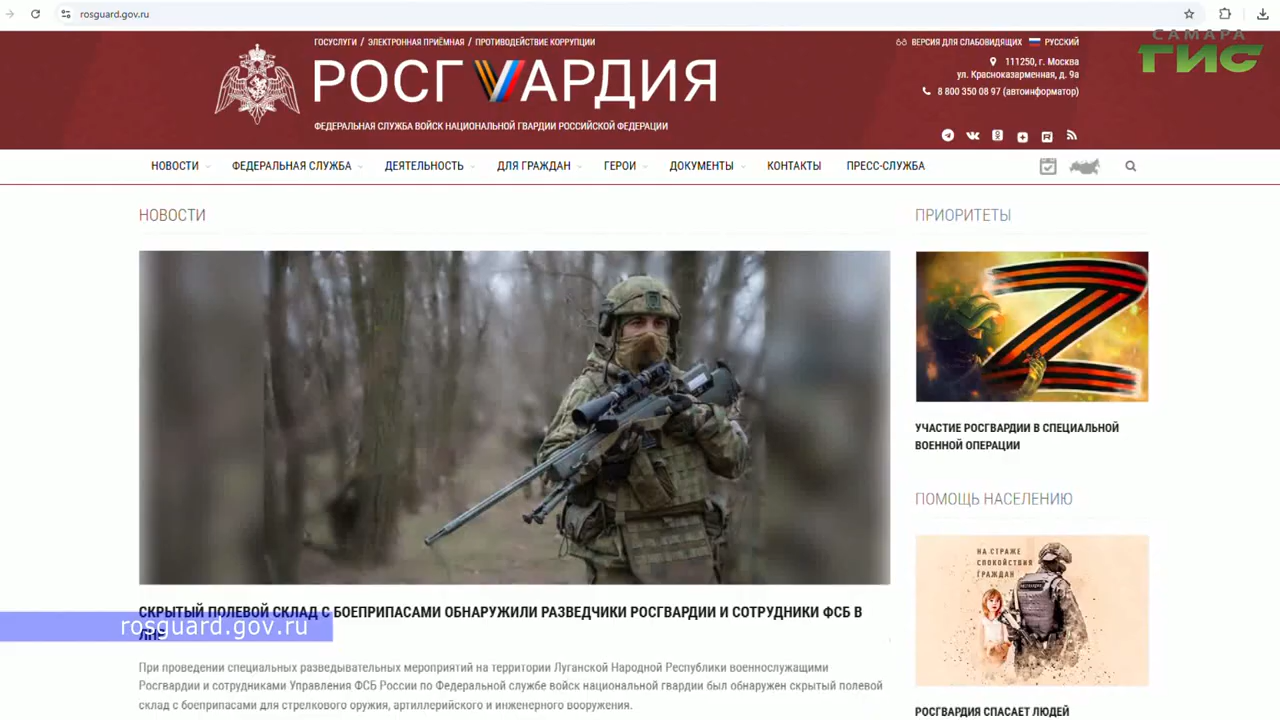 rosguard.gov.ru
ГОСУСЛУГИ / ЭЛЕКТРОННАЯ ПРИЁМНАЯ / ПРОТИВОДЕЙСТВИЕ КОРРУПЦИИ
РОСГVАРДИЯ
ФЕДЕРАЛЬНАЯ СЛУЖБА ВОЙСК НАЦИОНАЛЬНОЙ ГВАРДИИ РОССИЙСКОЙ ФЕДЕРАЦИИ
ВЕРСИЯ ДЛЯ СЛАБОВИДЯЩИХ РУССКИЙ
111250, г. Москва
ул. Красноказарменная, д. 9а
8 800 350 08 97 (автоинформатор)
САМАРА
ГИС
НОВОСТИ ФЕДЕРАЛЬНАЯ СЛУЖБА ДЕЯТЕЛЬНОСТЬ ДЛЯ ГРАЖДАН ГЕРОИ ДОКУМЕНТЫ КОНТАКТЫ ПРЕСС-СЛУЖБА
НОВОСТИ
СКРЫТЫЙ ПОЛЕВОЙ СКЛАД С БОЕПРИПАСАМИ ОБНАРУЖИЛИ РАЗВЕДЧИКИ РОСГВАРДИИ И СОТРУДНИКИ ФСБ В
ЛНР
rosguard.gov.ru
При проведении специальных разведывательных мероприятий на территории Луганской Народной Республики военнослужащими
Росгвардии и сотрудниками Управления ФСБ России по Федеральной службе войск национальной гвардии был обнаружен скрытый полевой
склад с боеприпасами для стрелкового оружия, артиллерийского и инженерного вооружения.
ПРИОРИТЕТЫ
Z
УЧАСТИЕ РОСГВАРДИИ В СПЕЦИАЛЬНОЙ
ВОЕННОЙ ОПЕРАЦИИ
ПОМОЩЬ НАСЕЛЕНИЮ
НА СТРАЖЕ
СПОКОЙСТВИЯ
ГРАЖДАН
РОСГВАРДИЯ СПАСАЕТ ЛЮДЕЙ